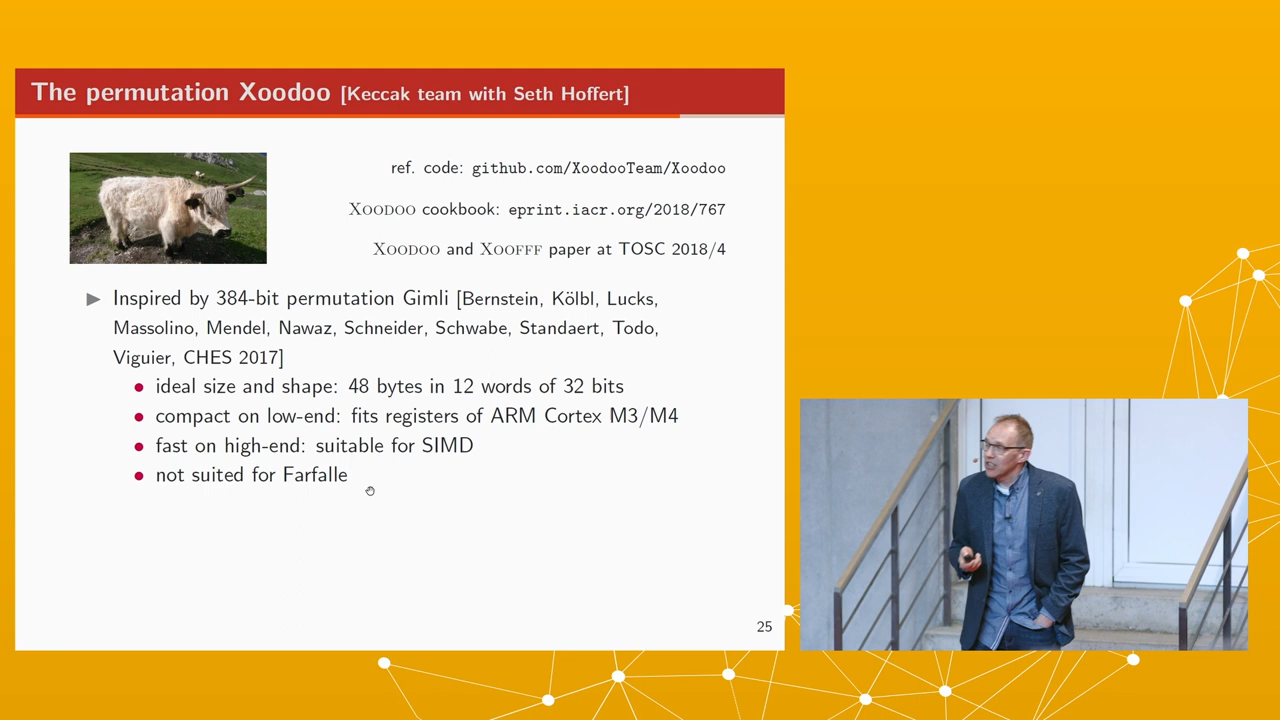 The permutation Xoodoo [Keccak team with Seth Hoffert]
ref. code: github.com/XoodooTeam/Xoodoo
Xoodoo cookbook: eprint.iacr.org/2018/767
Xoodoo and Xoofff paper at TOSC 2018/4
▶ Inspired by 384-bit permutation Gimli [Bernstein, Kölbl, Lucks,
Massolino, Mendel, Nawaz, Schneider, Schwabe, Standaert, Todo,
Viguier, CHES 2017]
• ideal size and shape: 48 bytes in 12 words of 32 bits
• compact on low-end: fits registers of ARM Cortex M3/M4
• fast on high-end: suitable for SIMD
• not suited for Farfalle
25